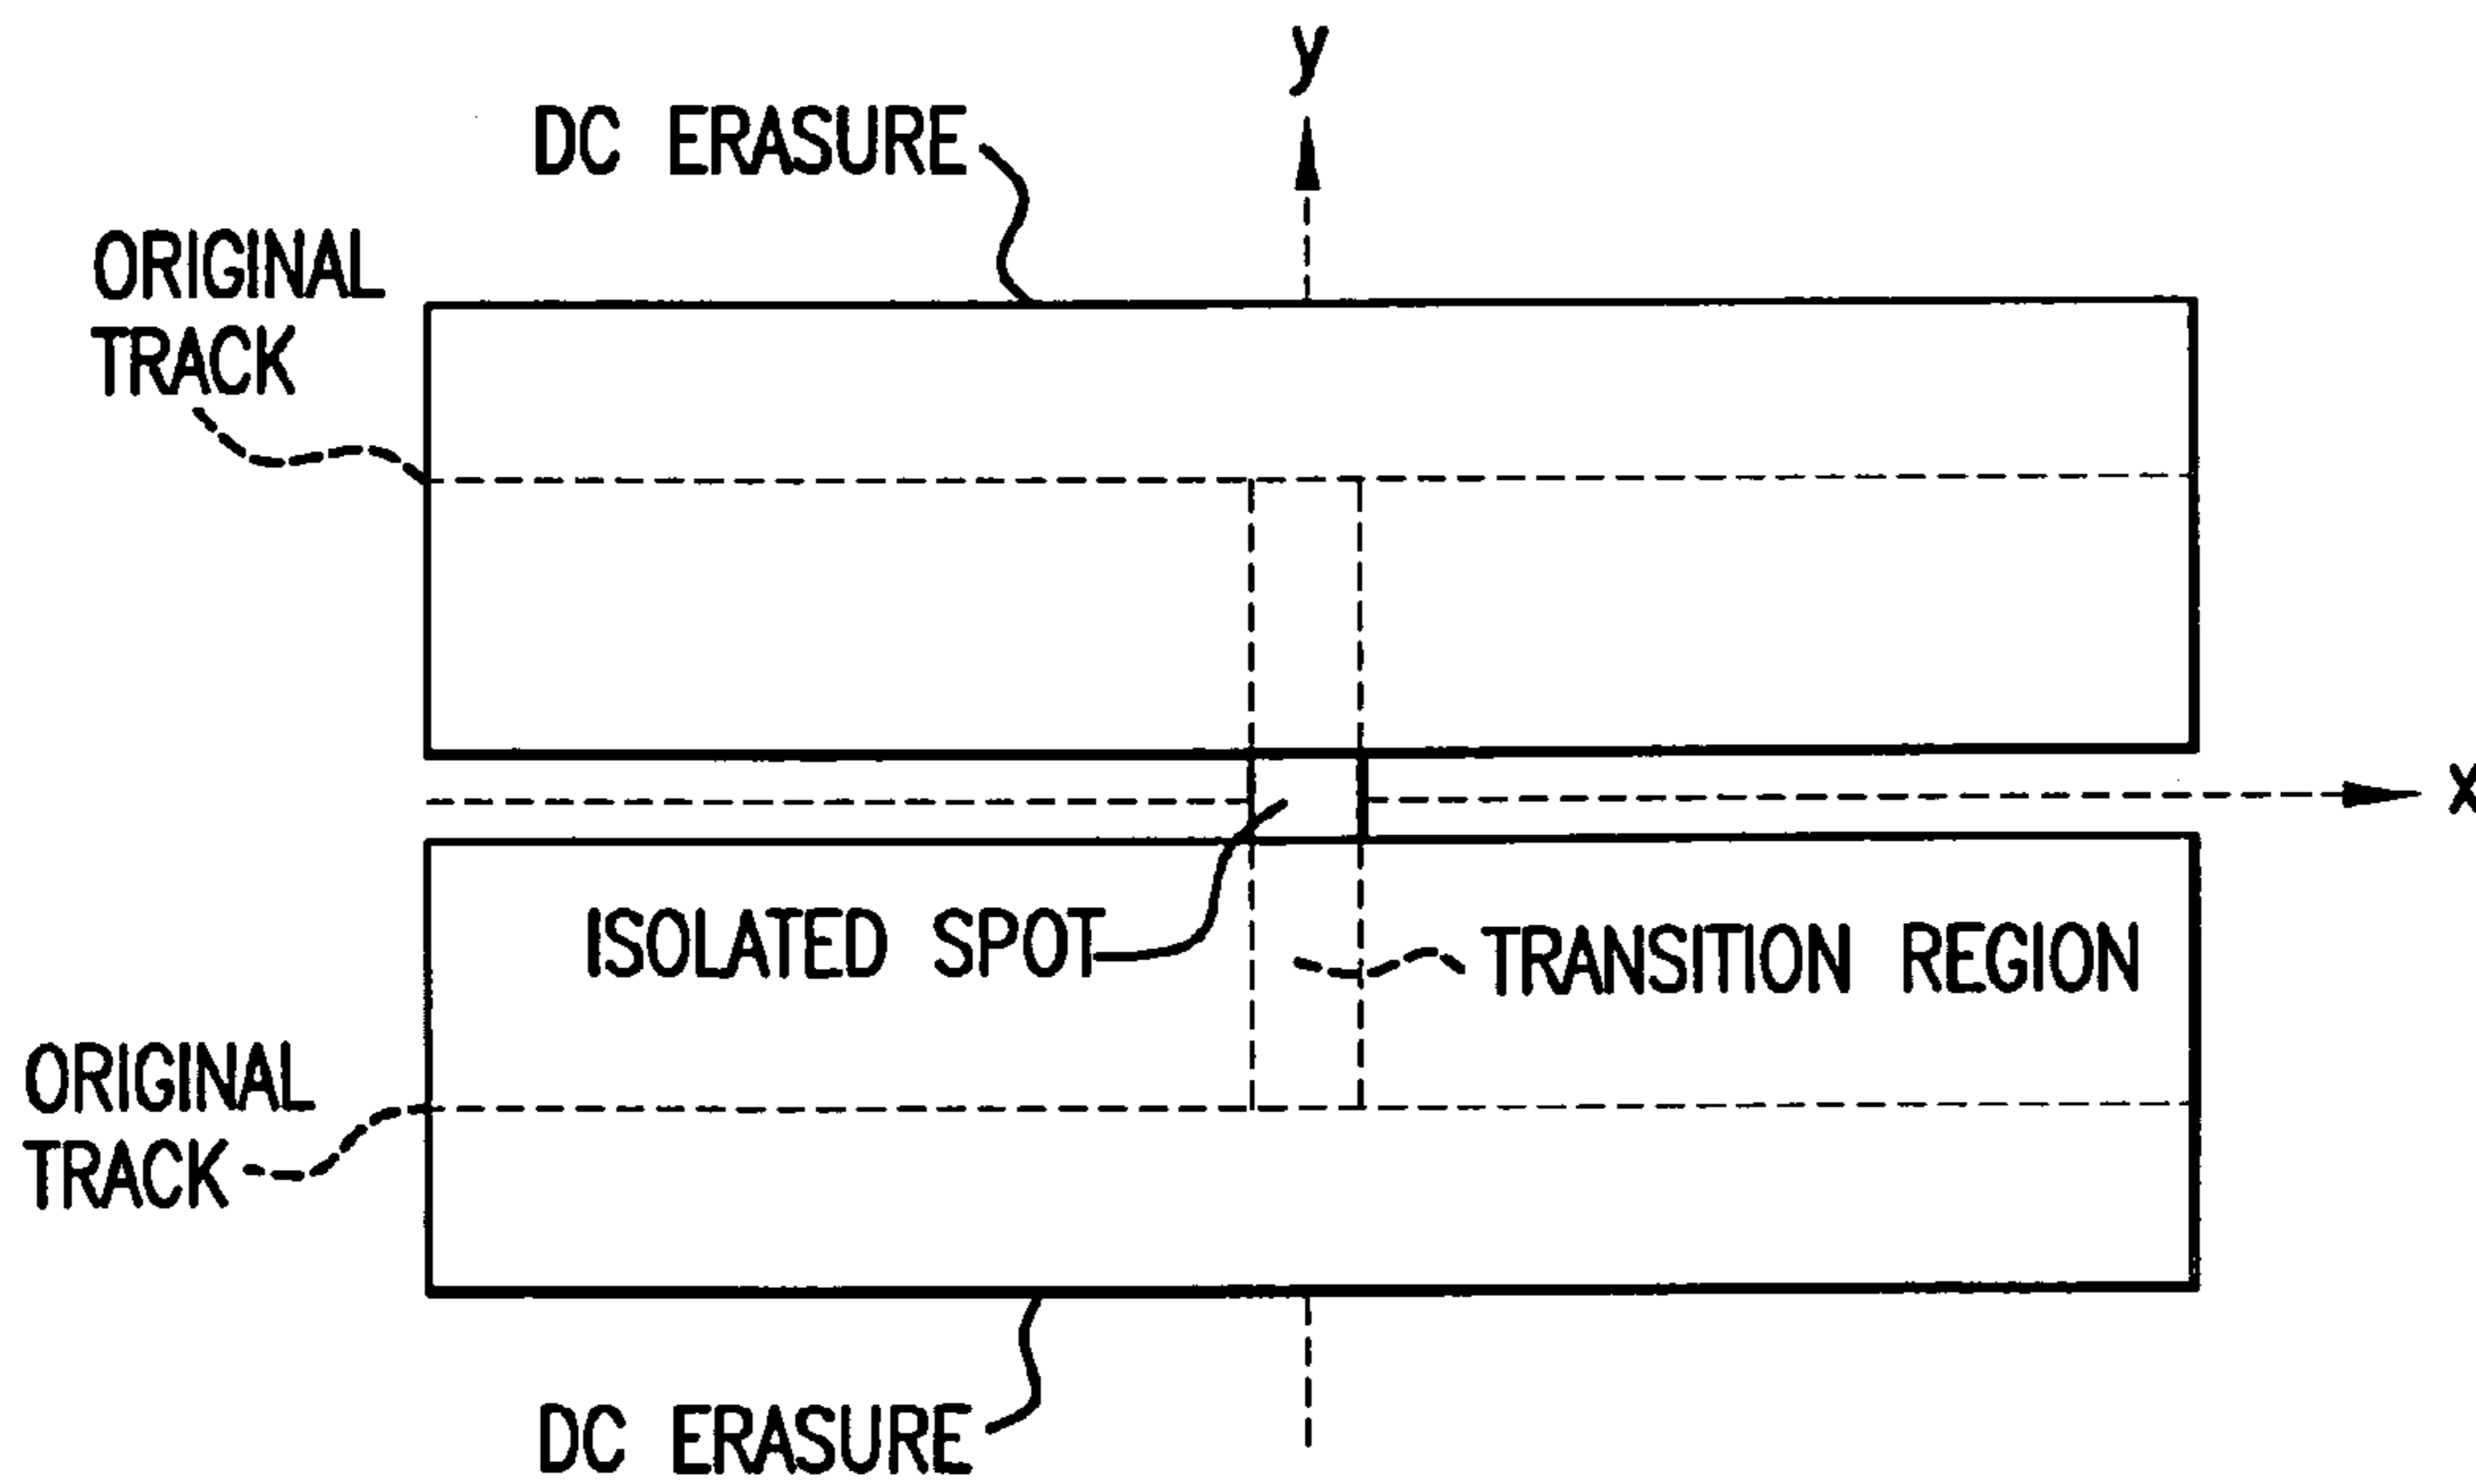 y
DC ERASURE
ORIGINAL
TRACK
X
ISOLATED SPOT
TRANSITION REGION
ORIGINAL
TRACK
DC ERASURE